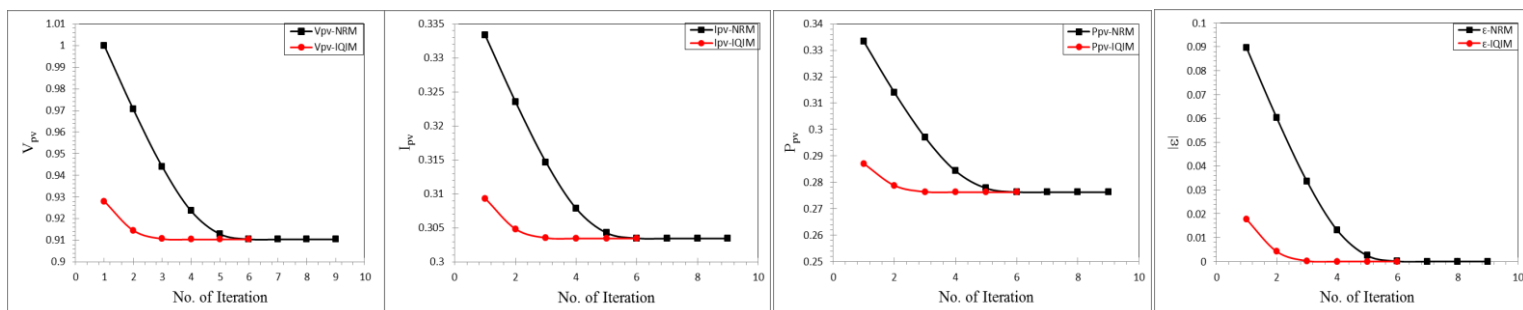 1.01
1
0.99
0.98
0.97
0.96
0.95
0.94
0.93
0.92
0.91
0.9
Vpv
Vpv-NRM
Vpv-IQIM
0 1 2 3 4 5 6 7 8 9 10
No. of Iteration
0.335
0.33
0.325
0.32
0.315
0.31
0.305
0.3
Ipv
Ipv-NRM
Ipv-IQIM
0 2 4 6 8 10
No. of Iteration
0.34
0.33
0.32
0.31
0.3
0.29
0.28
0.27
0.26
0.25
Ppv
Ppv-NRM
Ppv-IQIM
0 2 4 6 8 10
No. of Iteration
0.1
0.09
0.08
0.07
0.06
0.05
0.04
0.03
0.02
0.01
0
|ε|
ε-NRM
ε-IQIM
0 2 4 6 8 10
No. of Iteration